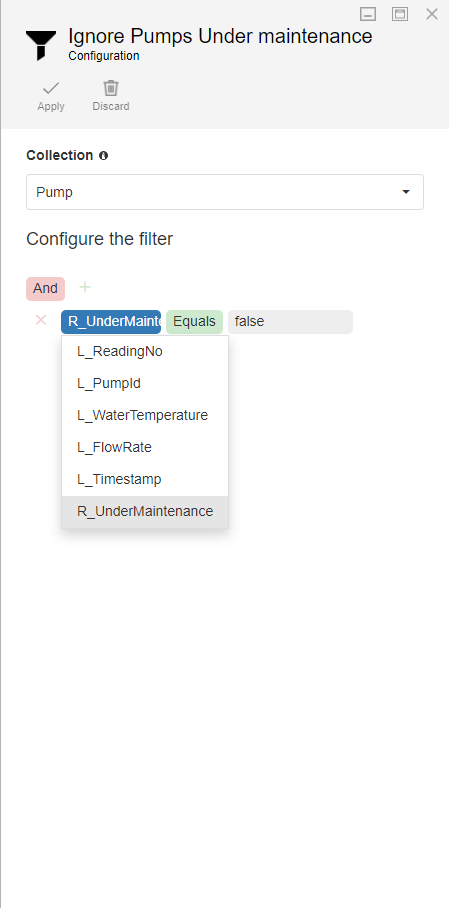 Ignore Pumps Under maintenance
Configuration
Apply Discard
Collection
Pump
Configure the filter
And
R_UnderMainte Equals false
L_ReadingNo
L_PumpId
L_WaterTemperature
L_FlowRate
L_Timestamp
R_UnderMaintenance